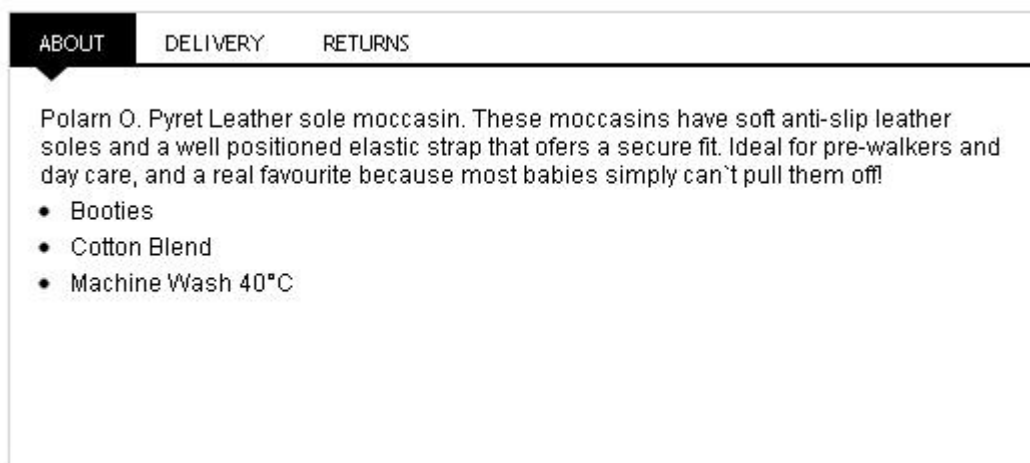 ABOUT DELIVERY RETURNS
Polarn O. Pyret Leather sole moccasin. These moccasins have soft anti-slip leather
soles and a well positioned elastic strap that ofers a secure fit. Ideal for pre-walkers and
day care, and a real favourite because most babies simply can`t pull them off!
• Booties
• Cotton Blend
• Machine Wash 40°C